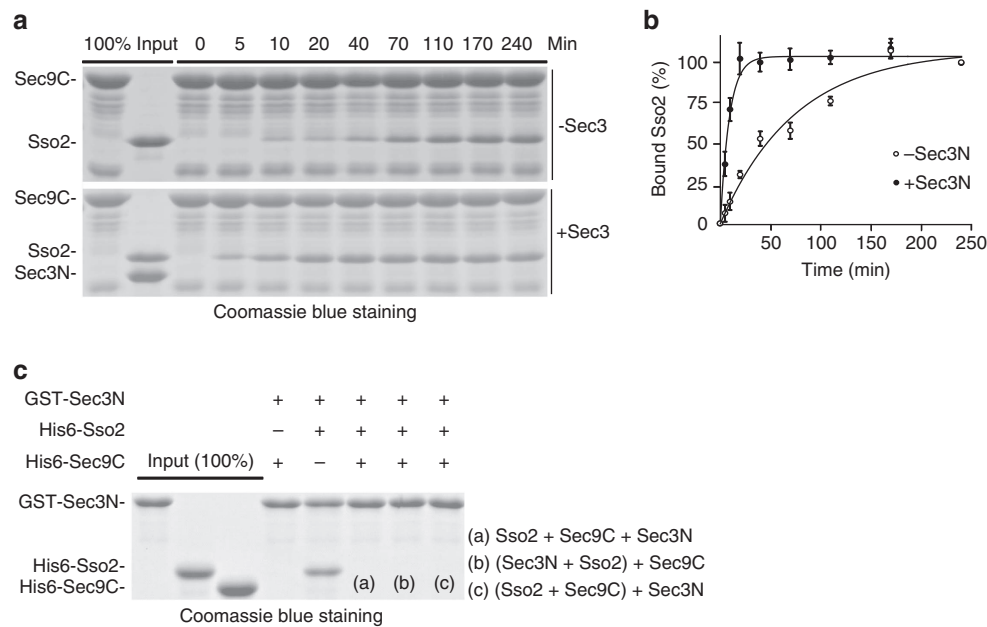 a
100% Input 0 5 10 20 40 70 110 170 240 Min
Sec9C-
Sso2-
-Sec3
Sec9C-
Sso2-
Sec3N-
+Sec3
Coomassie blue staining
b
Bound Sso2 (%)
100
75
50
25
0
50 100 150 200 250
Time (min)
–Sec3N
+Sec3N
c
GST-Sec3N + + + + +
His6-Sso2 – + + + +
His6-Sec9C Input (100%) + – + + +
GST-Sec3N-
His6-Sso2-
His6-Sec9C-
(a) (b) (c)
(a) Sso2 + Sec9C + Sec3N
(b) (Sec3N + Sso2) + Sec9C
(c) (Sso2 + Sec9C) + Sec3N
Coomassie blue staining